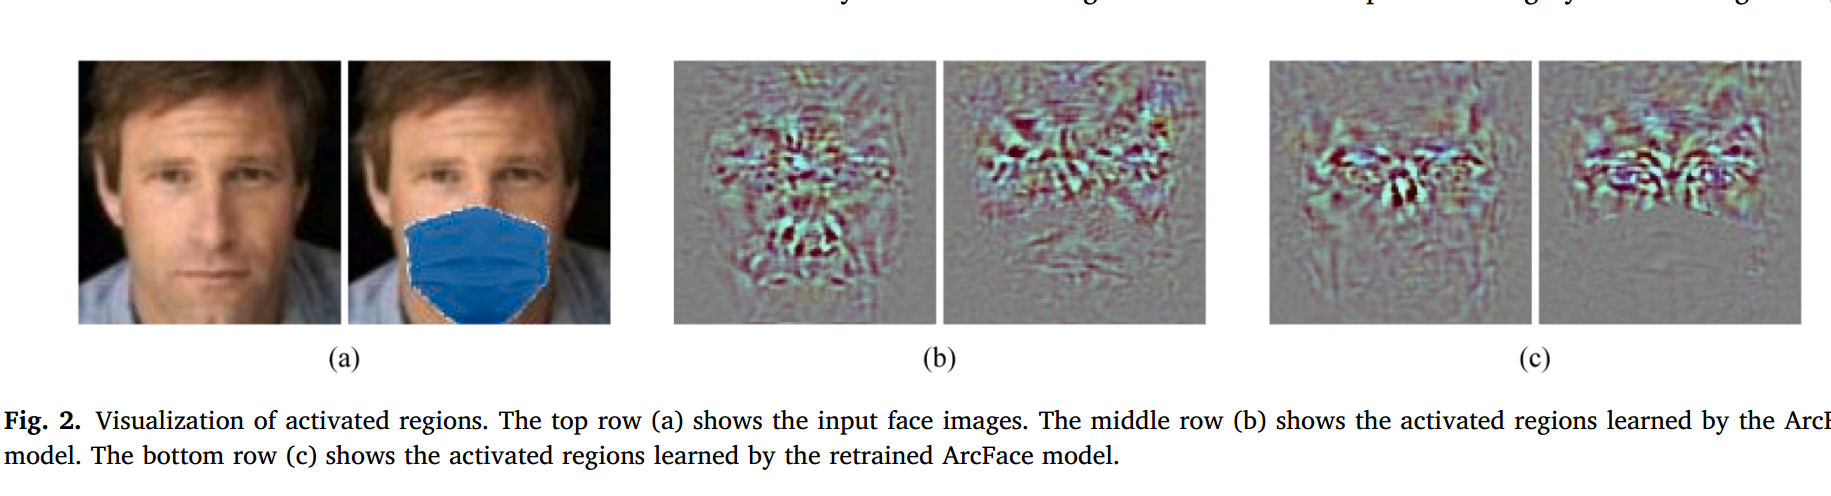 (a)
(b)
(c)
Fig. 2. Visualization of activated regions. The top row (a) shows the input face images. The middle row (b) shows the activated regions learned by the
model. The bottom row (c) shows the activated regions learned by the retrained ArcFace model.